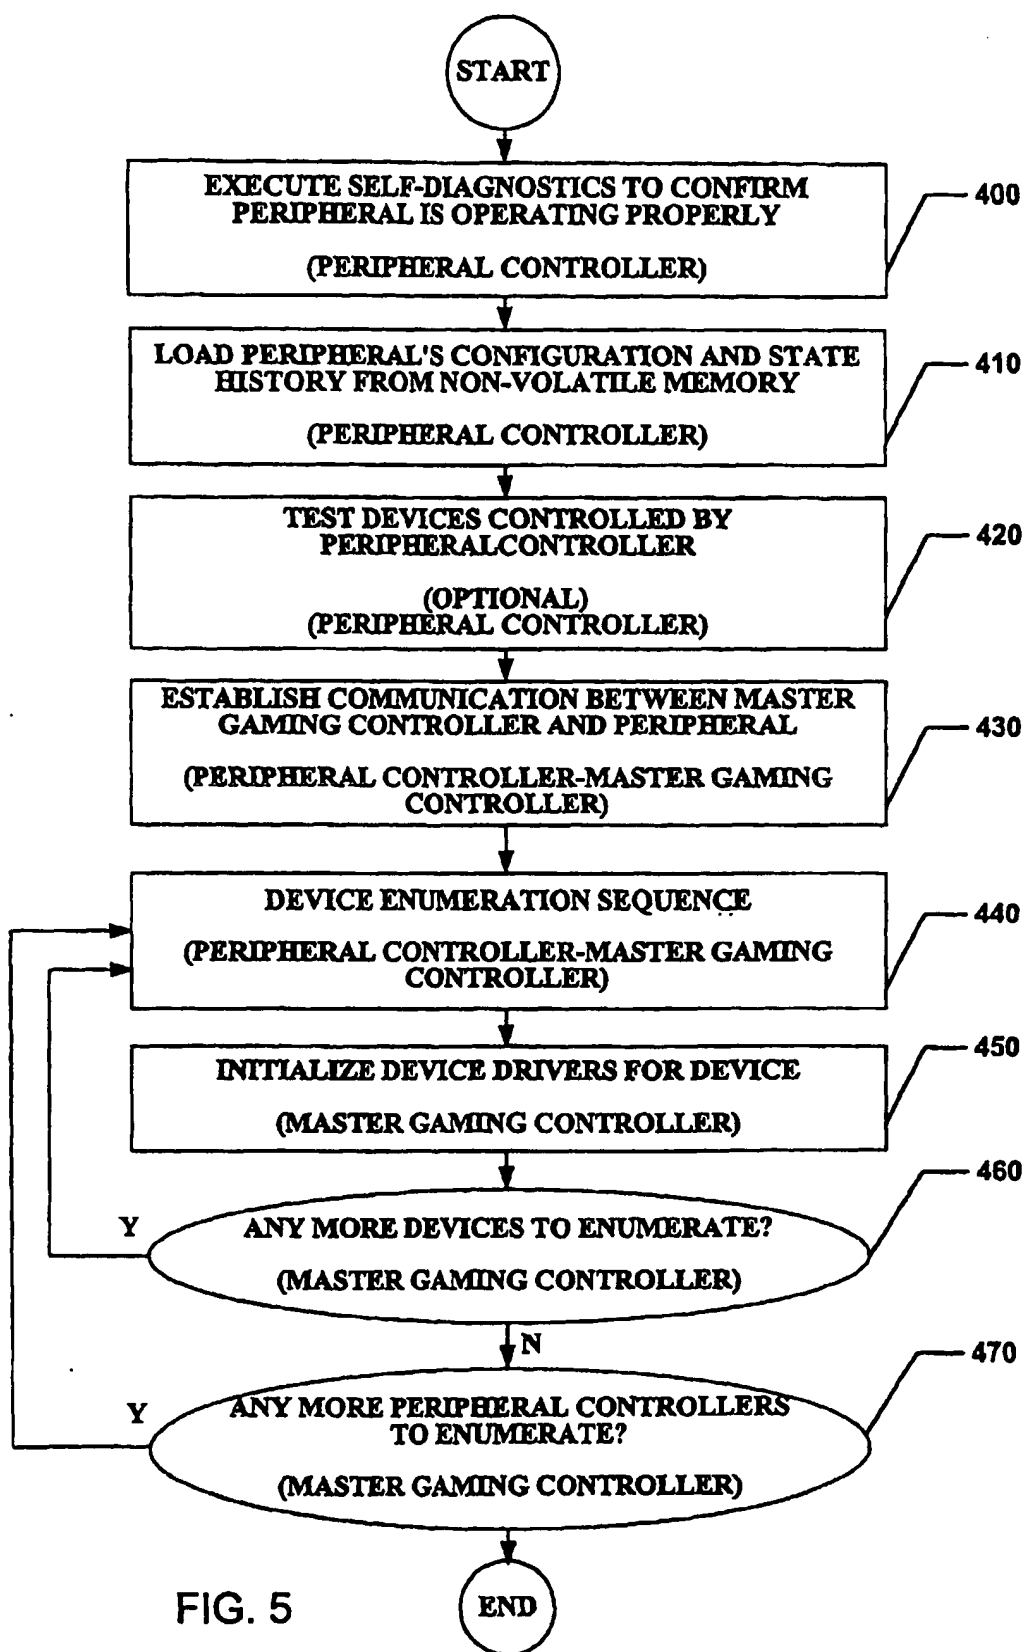 START
EXECUTE SELF-DIAGNOSTICS TO CONFIRM
PERIPHERAL IS OPERATING PROPERLY
(PERIPHERAL CONTROLLER)
400
LOAD PERIPHERAL'S CONFIGURATION AND STATE
HISTORY FROM NON-VOLATILE MEMORY
(PERIPHERAL CONTROLLER)
410
TEST DEVICES CONTROLLED BY
PERIPHERALCONTROLLER
(OPTIONAL)
(PERIPHERAL CONTROLLER)
420
ESTABLISH COMMUNICATION BETWEEN MASTER
GAMING CONTROLLER AND PERIPHERAL
(PERIPHERAL CONTROLLER-MASTER GAMING
CONTROLLER)
430
DEVICE ENUMERATION SEQUENCE
(PERIPHERAL CONTROLLER-MASTER GAMING
CONTROLLER)
440
INITIALIZE DEVICE DRIVERS FOR DEVICE
(MASTER GAMING CONTROLLER)
450
Y
ANY MORE DEVICES TO ENUMERATE?
(MASTER GAMING CONTROLLER)
460
N
Y
ANY MORE PERIPHERAL CONTROLLERS
TO ENUMERATE?
(MASTER GAMING CONTROLLER)
470
END
FIG. 5